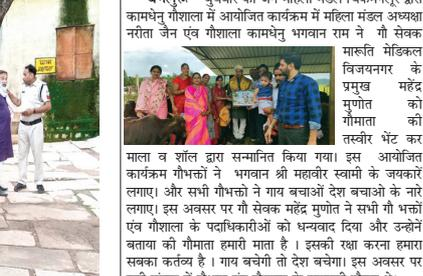 कामधेनु गौशाला में आयोजित कार्यक्रम में महिला मंडल अध्यक्षा
नरीता जैन एंव गौशाला कामधेनु भगवान राम ने गौ सेवक
मारूति मेडिकल
विजयनगर के
प्रमुख महेंद्र
मुणोत को
गौमाता की
तस्वीर भेंट कर
माला व शॉल द्वारा सन्मानित किया गया। इस आयोजित
कार्यक्रम गौभक्तों ने भगवान श्री महावीर स्वामी के जयकारें
लगाए। और सभी गौभक्तो ने गाय बचाओं देश बचाओ के नारे
लगाए। इस अवसर पर गौ सेवक महेंद्र मुणोत ने सभी गौ भक्तों
एंव गौशाला के पदाधिकारीओं को धन्यवाद दिया और उन्होनें
बताया की गौमाता हमारी माता है । इसकी रक्षा करना हमारा
सबका कर्तव्य है । गाय बचेगी तो देश बचेगा। इस अवसर पर